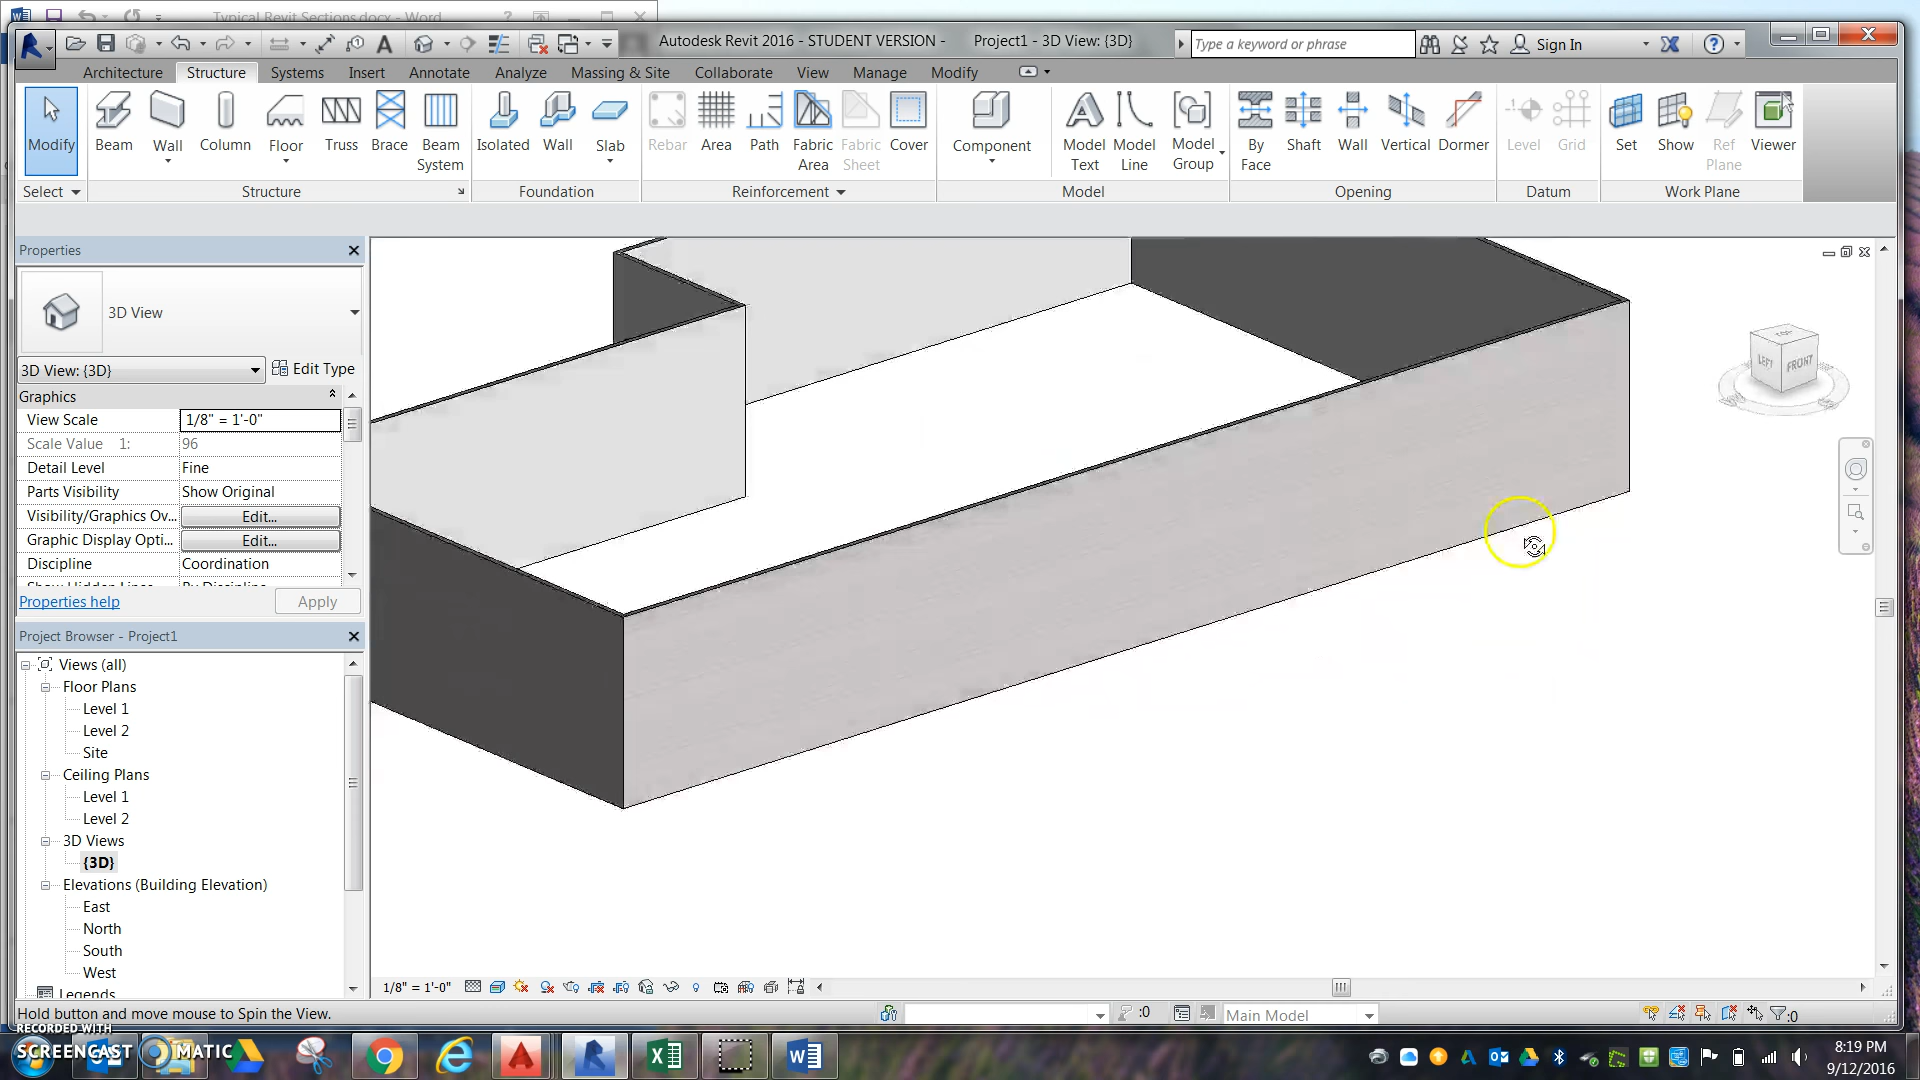 Typical Revit Sections.docx - Word
Autodesk Revit 2016 - STUDENT VERSION - Project1 - 3D View: {3D}
Type a keyword or phrase
Sign In
Architecture Structure Systems Insert Annotate Analyze Massing & Site Collaborate View Manage Modify
Modify Beam Wall Column Floor Truss Brace Beam System Isolated Wall Slab Rebar Area Path Fabric Area Fabric Sheet Cover Component Model Text Model Line Model Group By Face Shaft Wall Vertical Dormer Level Grid Set Show Ref Plane Viewer
Select Structure Foundation Reinforcement Model Opening Datum Work Plane
Properties
3D View
3D View: {3D} Edit Type
Graphics
View Scale 1/8" = 1'-0"
Scale Value 1: 96
Detail Level Fine
Parts Visibility Show Original
Visibility/Graphics Ov... Edit...
Graphic Display Opti... Edit...
Discipline Coordination
Show Hidden Lines By Discipline
Properties help Apply
Project Browser - Project1
Views (all)
Floor Plans
Level 1
Level 2
Site
Ceiling Plans
Level 1
Level 2
3D Views
{3D}
Elevations (Building Elevation)
East
North
South
West
Legends
TOP
LEFT FRONT
1/8" = 1'-0"
Hold button and move mouse to Spin the View.
:0
Main Model
:0
RECORDED WITH
SCREENCAST MATIC
8:19 PM
9/12/2016